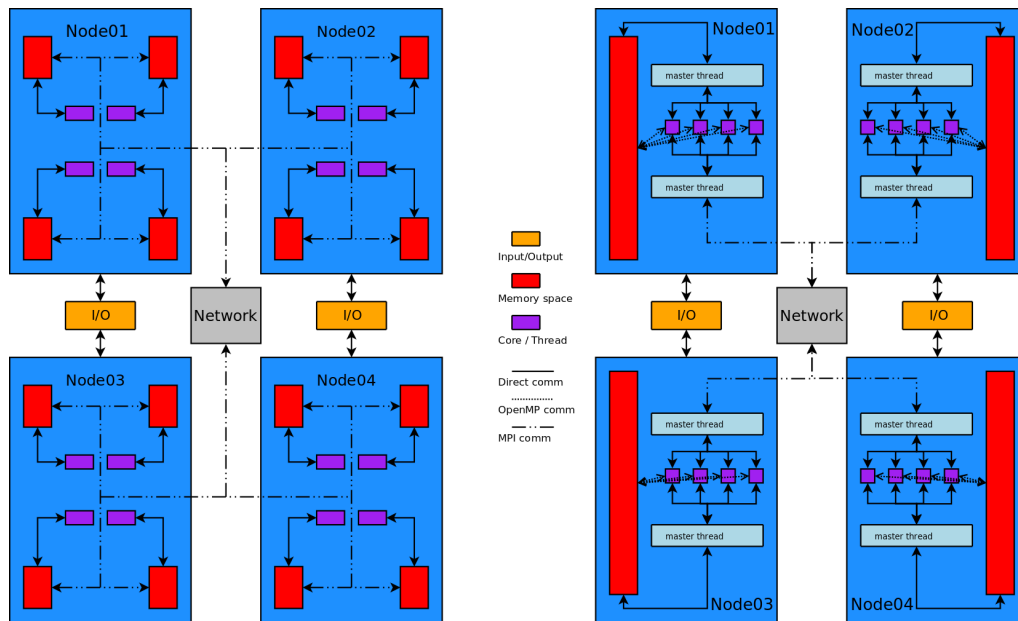 Node01
Node02
I/O
Network
I/O
Node03
Node04
Input/Output
Memory space
Core / Thread
Direct comm
OpenMP comm
MPI comm
Node01
Node02
master thread
master thread
master thread
master thread
I/O
Network
I/O
master thread
master thread
master thread
master thread
Node03
Node04